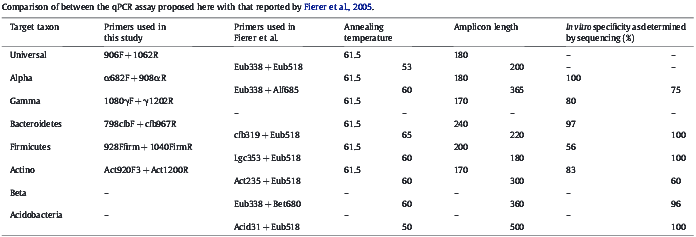 Comparison of between the qPCR assay proposed here with that reported by Fierer et al., 2005.
Target taxon Primers used in this study Primers used in Fierer et al. Annealing temperature Amplicon length In vitro specificity as determined by sequencing (%)
Universal 906F + 1062R 61.5 180 –
Eub338 + Eub518 53 200 –
Alpha α682F + 908αR 61.5 180 100
Eub338 + Alf685 60 365 75
Gamma 1080γF + γ1202R 61.5 170 80
– – – –
Bacteroidetes 798cfbF + cfb967R 61.5 240 97
cfb319 + Eub518 65 220 100
Firmicutes 928Ffirm + 1040FirmR 61.5 200 56
Lgc353 + Eub518 60 180 100
Actino Act920F3 + Act1200R 61.5 170 83
Act235 + Eub518 60 300 60
Beta – – – –
Eub338 + Bet680 60 360 96
Acidobacteria – – – –
Acid31 + Eub518 50 500 100